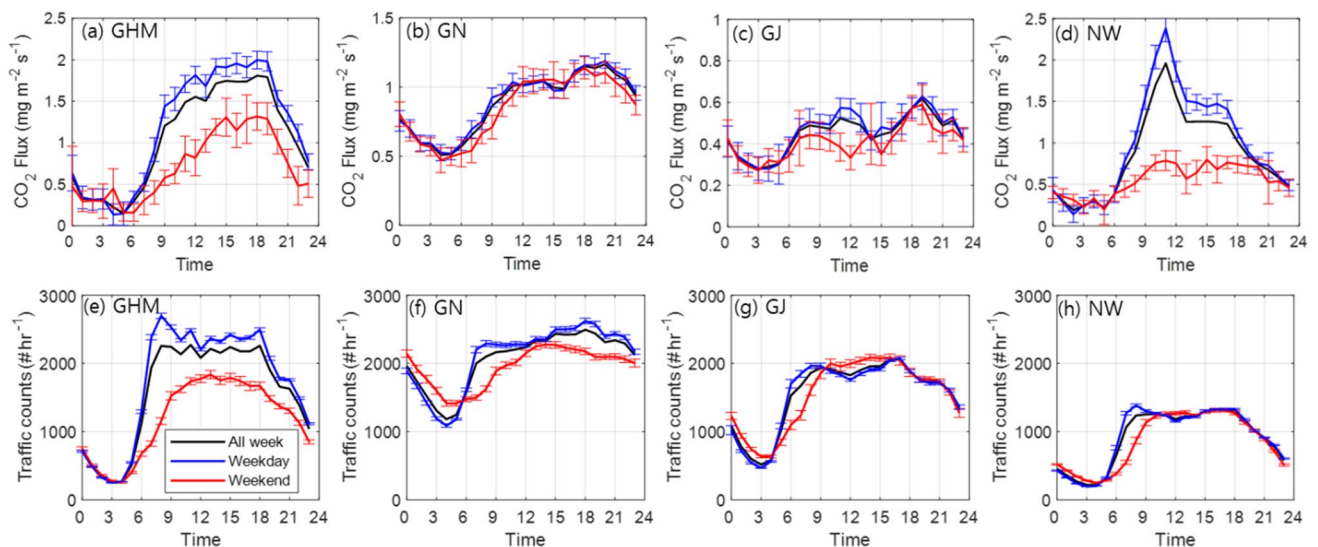 (a) GHM
CO₂ Flux (mg m⁻² s⁻¹)
2.5
2
1.5
1
0.5
0
0 3 6 9 12 15 18 21 24
Time
(b) GN
CO₂ Flux (mg m⁻² s⁻¹)
1.5
1
0.5
0
0 3 6 9 12 15 18 21 24
Time
(c) GJ
CO₂ Flux (mg m⁻² s⁻¹)
1
0.8
0.6
0.4
0.2
0
0 3 6 9 12 15 18 21 24
Time
(d) NW
CO₂ Flux (mg m⁻² s⁻¹)
2.5
2
1.5
1
0.5
0
0 3 6 9 12 15 18 21 24
Time
(e) GHM
Traffic counts (#hr⁻¹)
3000
2000
1000
0
All week
Weekday
Weekend
0 3 6 9 12 15 18 21 24
Time
(f) GN
Traffic counts (#hr⁻¹)
3000
2000
1000
0
0 3 6 9 12 15 18 21 24
Time
(g) GJ
Traffic counts (#hr⁻¹)
3000
2000
1000
0
0 3 6 9 12 15 18 21 24
Time
(h) NW
Traffic counts (#hr⁻¹)
3000
2000
1000
0
0 3 6 9 12 15 18 21 24
Time